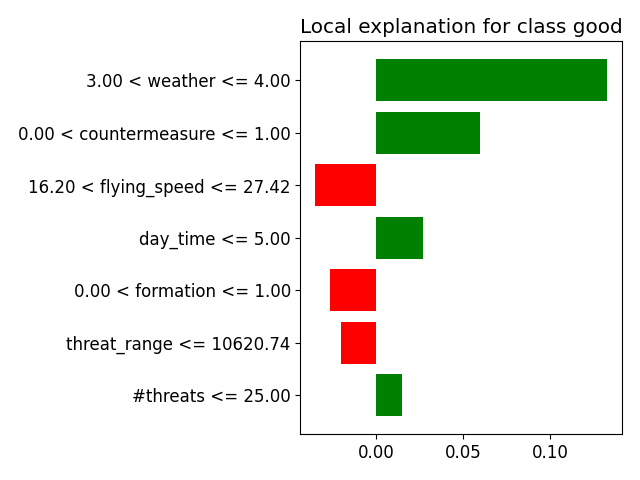 Local explanation for class good
3.00 < weather <= 4.00
0.00 < countermeasure <= 1.00
16.20 < flying_speed <= 27.42
day_time <= 5.00
0.00 < formation <= 1.00
threat_range <= 10620.74
#threats <= 25.00
0.00 0.05 0.10